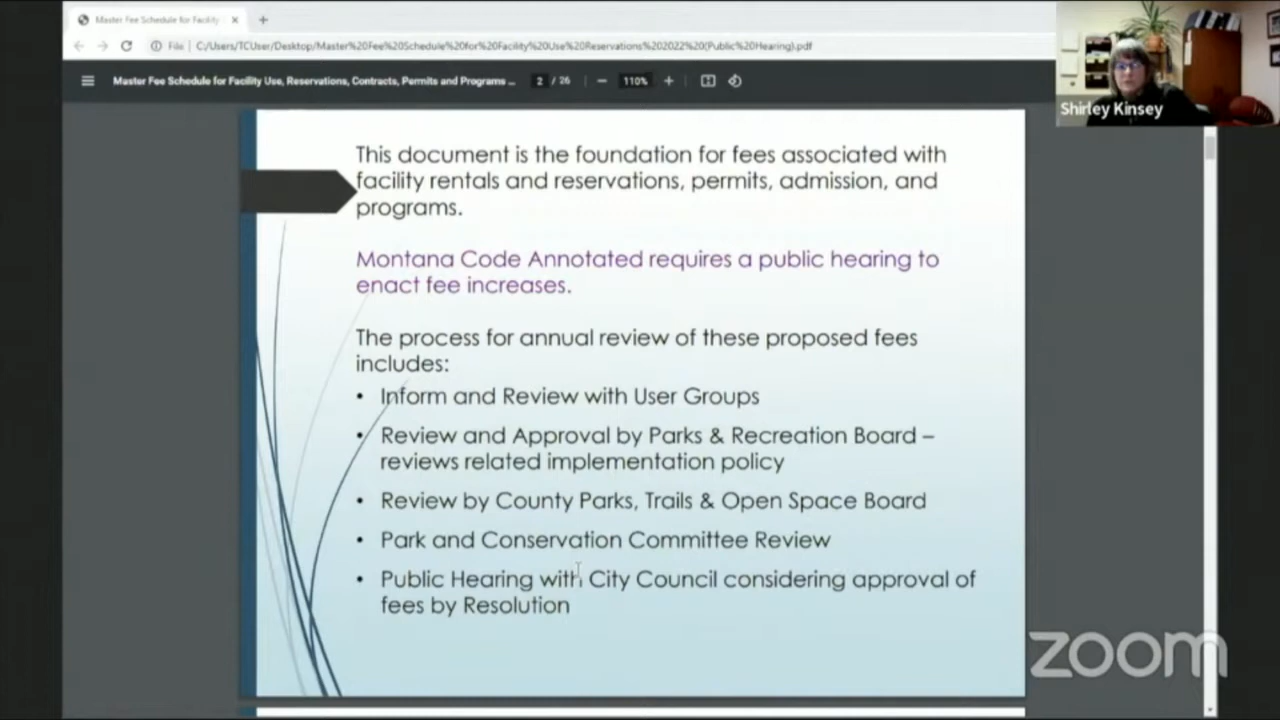 Master Fee Schedule for Facility
File
C:/Users/TCUser/Desktop/Master%20Fee%20Schedule%20for%20Facility%20Use%20Reservations%202022%20(Public%20Hearing).pdf
Master Fee Schedule for Facility Use, Reservations, Contracts, Permits and Programs ...
2 / 26
110%
Shirley Kinsey
This document is the foundation for fees associated with
facility rentals and reservations, permits, admission, and
programs.
Montana Code Annotated requires a public hearing to
enact fee increases.
The process for annual review of these proposed fees
includes:
• Inform and Review with User Groups
• Review and Approval by Parks & Recreation Board –
reviews related implementation policy
• Review by County Parks, Trails & Open Space Board
• Park and Conservation Committee Review
• Public Hearing with City Council considering approval of
fees by Resolution
zoom